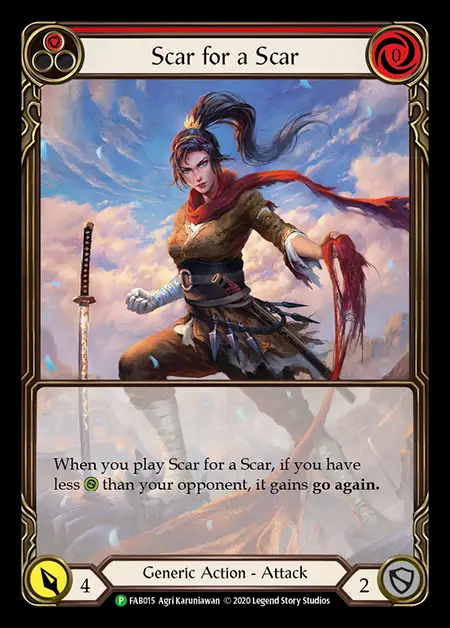 Scar for a Scar
0
When you play Scar for a Scar, if you have
less than your opponent, it gains go again.
4
Generic Action - Attack
2
P FAB015 Agri Karuniawan © 2020 Legend Story Studios